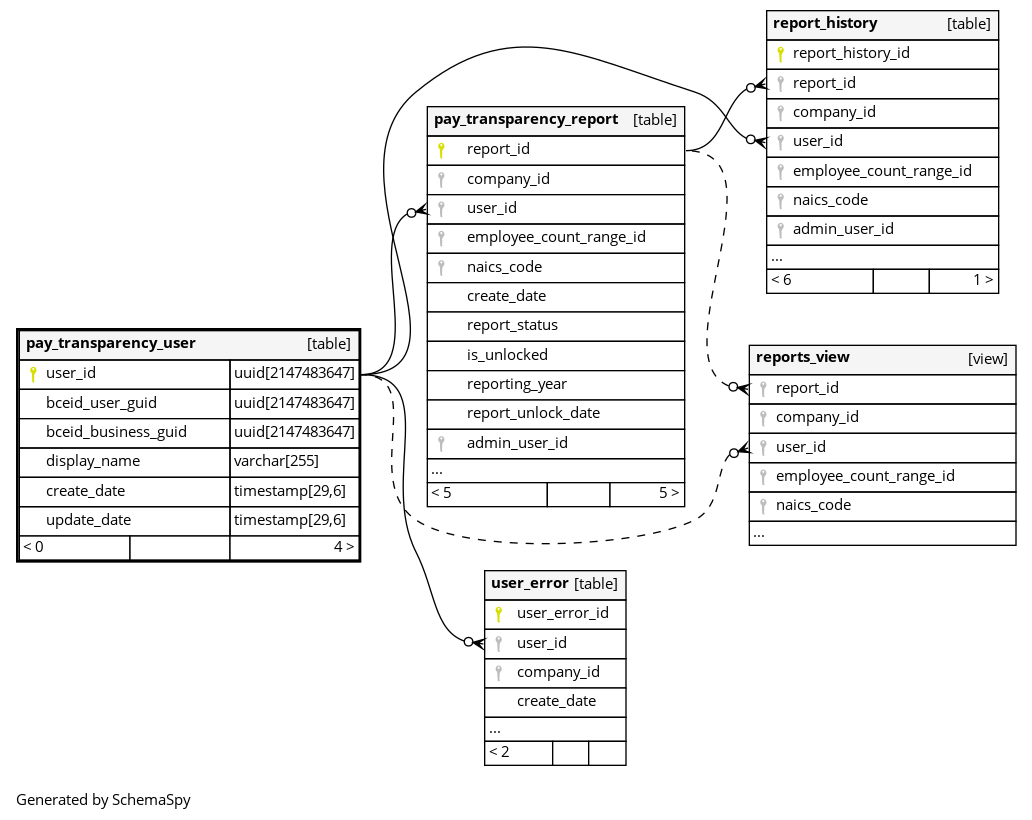 report_history [table]
report_history_id
report_id
company_id
user_id
employee_count_range_id
naics_code
admin_user_id
...
< 6 1 >
pay_transparency_report [table]
report_id
company_id
user_id
employee_count_range_id
naics_code
create_date
report_status
is_unlocked
reporting_year
report_unlock_date
admin_user_id
...
< 5 5 >
pay_transparency_user [table]
user_id uuid[2147483647]
bceid_user_guid uuid[2147483647]
bceid_business_guid uuid[2147483647]
display_name varchar[255]
create_date timestamp[29,6]
update_date timestamp[29,6]
< 0 4 >
reports_view [view]
report_id
company_id
user_id
employee_count_range_id
naics_code
...
user_error [table]
user_error_id
user_id
company_id
create_date
...
< 2
Generated by SchemaSpy